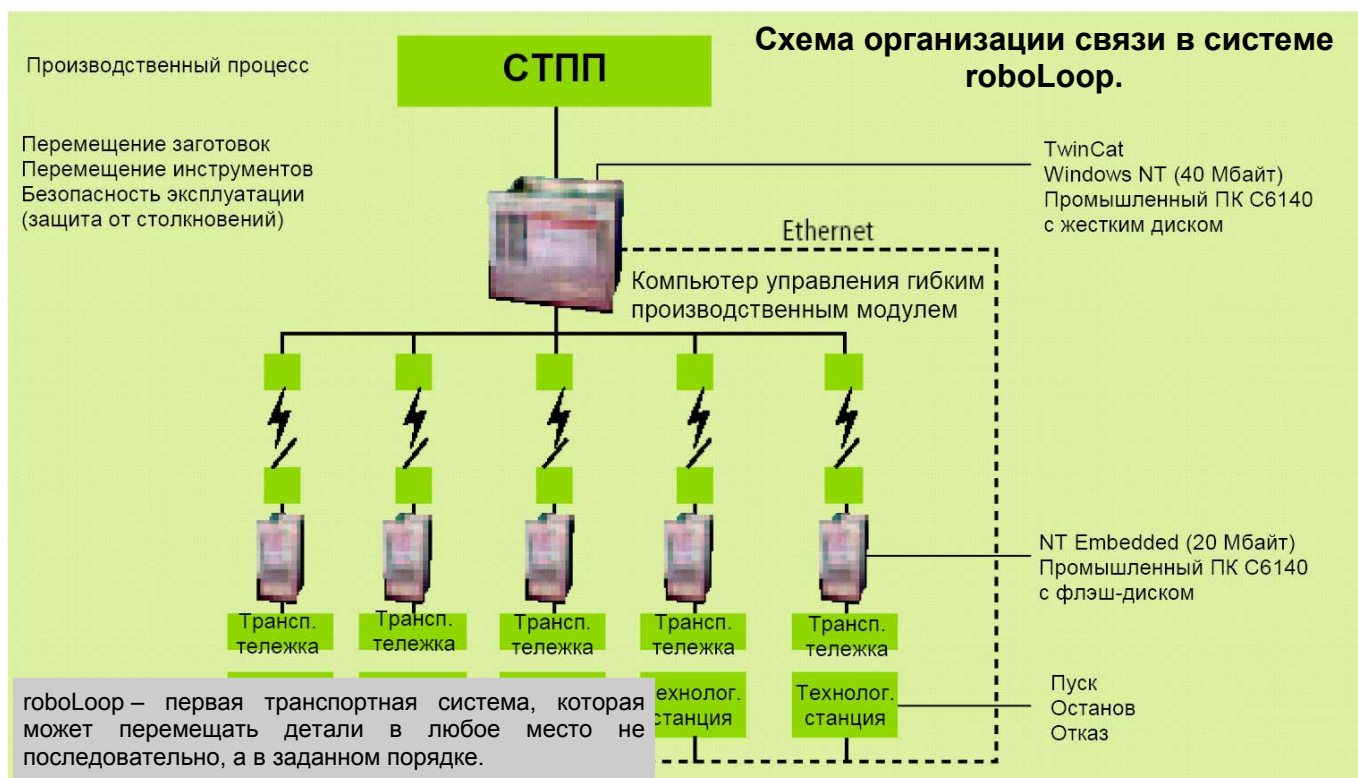 Схема организации связи в системе
roboLoop.
Производственный процесс
СТПП
Перемещение заготовок
Перемещение инструментов
Безопасность эксплуатации
(защита от столкновений)
TwinCat
Windows NT (40 Мбайт)
Промышленный ПК С6140
с жестким диском
Ethernet
Компьютер управления гибким
производственным модулем
NT Embedded (20 Мбайт)
Промышленный ПК С6140
с флэш-диском
Трансп.
тележка
Трансп.
тележка
Трансп.
тележка
Трансп.
тележка
Трансп.
тележка
ехнолог.
станция
Технолог.
станция
Пуск
Останов
Отказ
roboLoop – первая транспортная система, которая
может перемещать детали в любое место не
последовательно, а в заданном порядке.